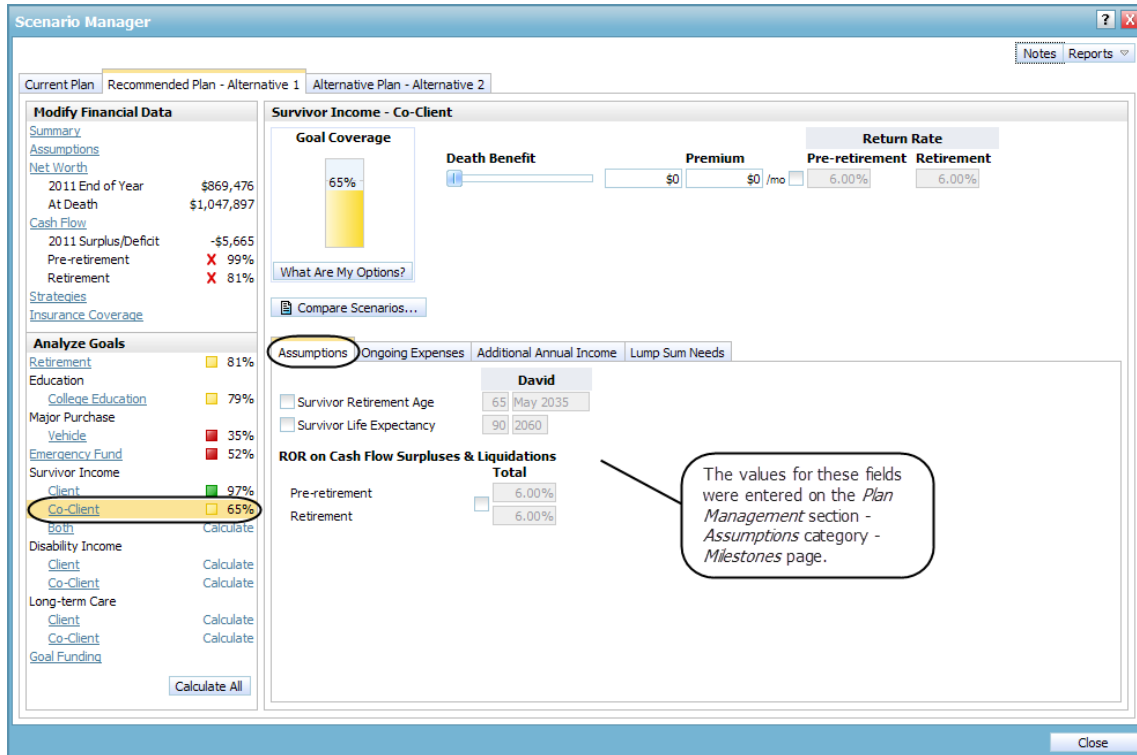 Scenario Manager
? X
Notes Reports
Current Plan Recommended Plan - Alternative 1 Alternative Plan - Alternative 2
Modify Financial Data
Summary
Assumptions
Net Worth
2011 End of Year $869,476
At Death $1,047,897
Cash Flow
2011 Surplus/Deficit -$5,665
Pre-retirement X 99%
Retirement X 81%
Strategies
Insurance Coverage
Analyze Goals
Retirement 81%
Education
College Education 79%
Major Purchase
Vehicle 35%
Emergency Fund 52%
Survivor Income
Client 97%
Co-Client 65%
Both Calculate
Disability Income
Client Calculate
Co-Client Calculate
Long-term Care
Client Calculate
Co-Client Calculate
Goal Funding
Calculate All
Survivor Income - Co-Client
Goal Coverage
65%
What Are My Options?
Return Rate
Death Benefit Premium Pre-retirement Retirement
$0 $0 /mo 6.00% 6.00%
Compare Scenarios...
Assumptions Ongoing Expenses Additional Annual Income Lump Sum Needs
David
Survivor Retirement Age 65 May 2035
Survivor Life Expectancy 90 2060
ROR on Cash Flow Surpluses & Liquidations
Total
Pre-retirement 6.00%
Retirement 6.00%
The values for these fields
were entered on the Plan
Management section -
Assumptions category -
Milestones page.
Close